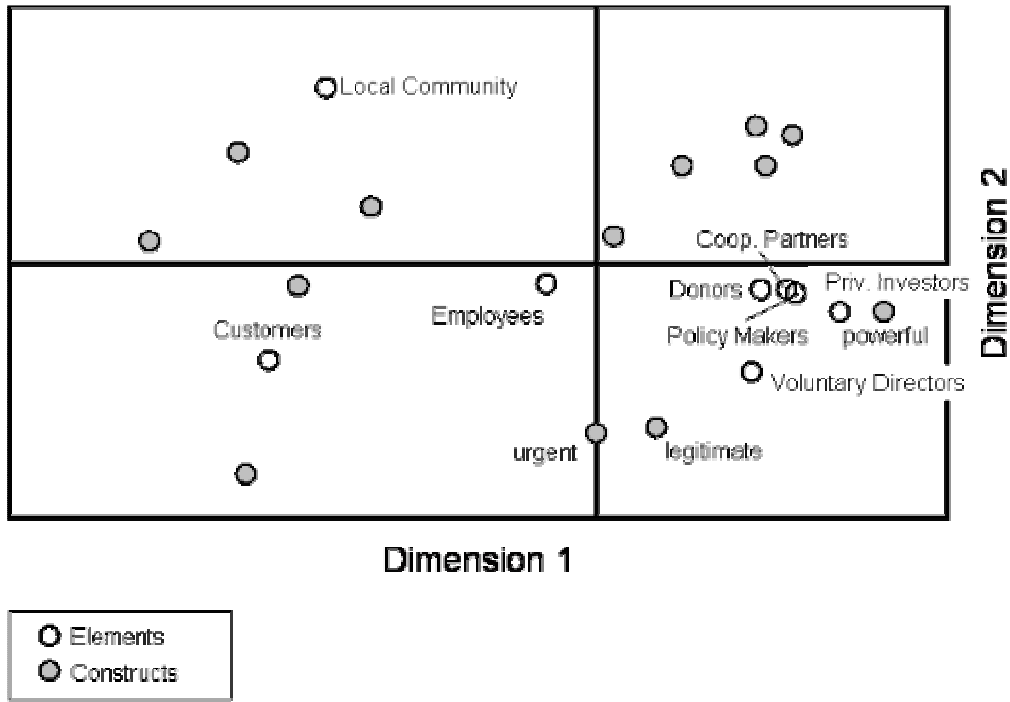 Local Community
Coop. Partners
Donors
Priv. Investors
Employees
Customers
Policy Makers
powerful
Voluntary Directors
urgent
legitimate
Dimension 2
Dimension 1
Elements
Constructs